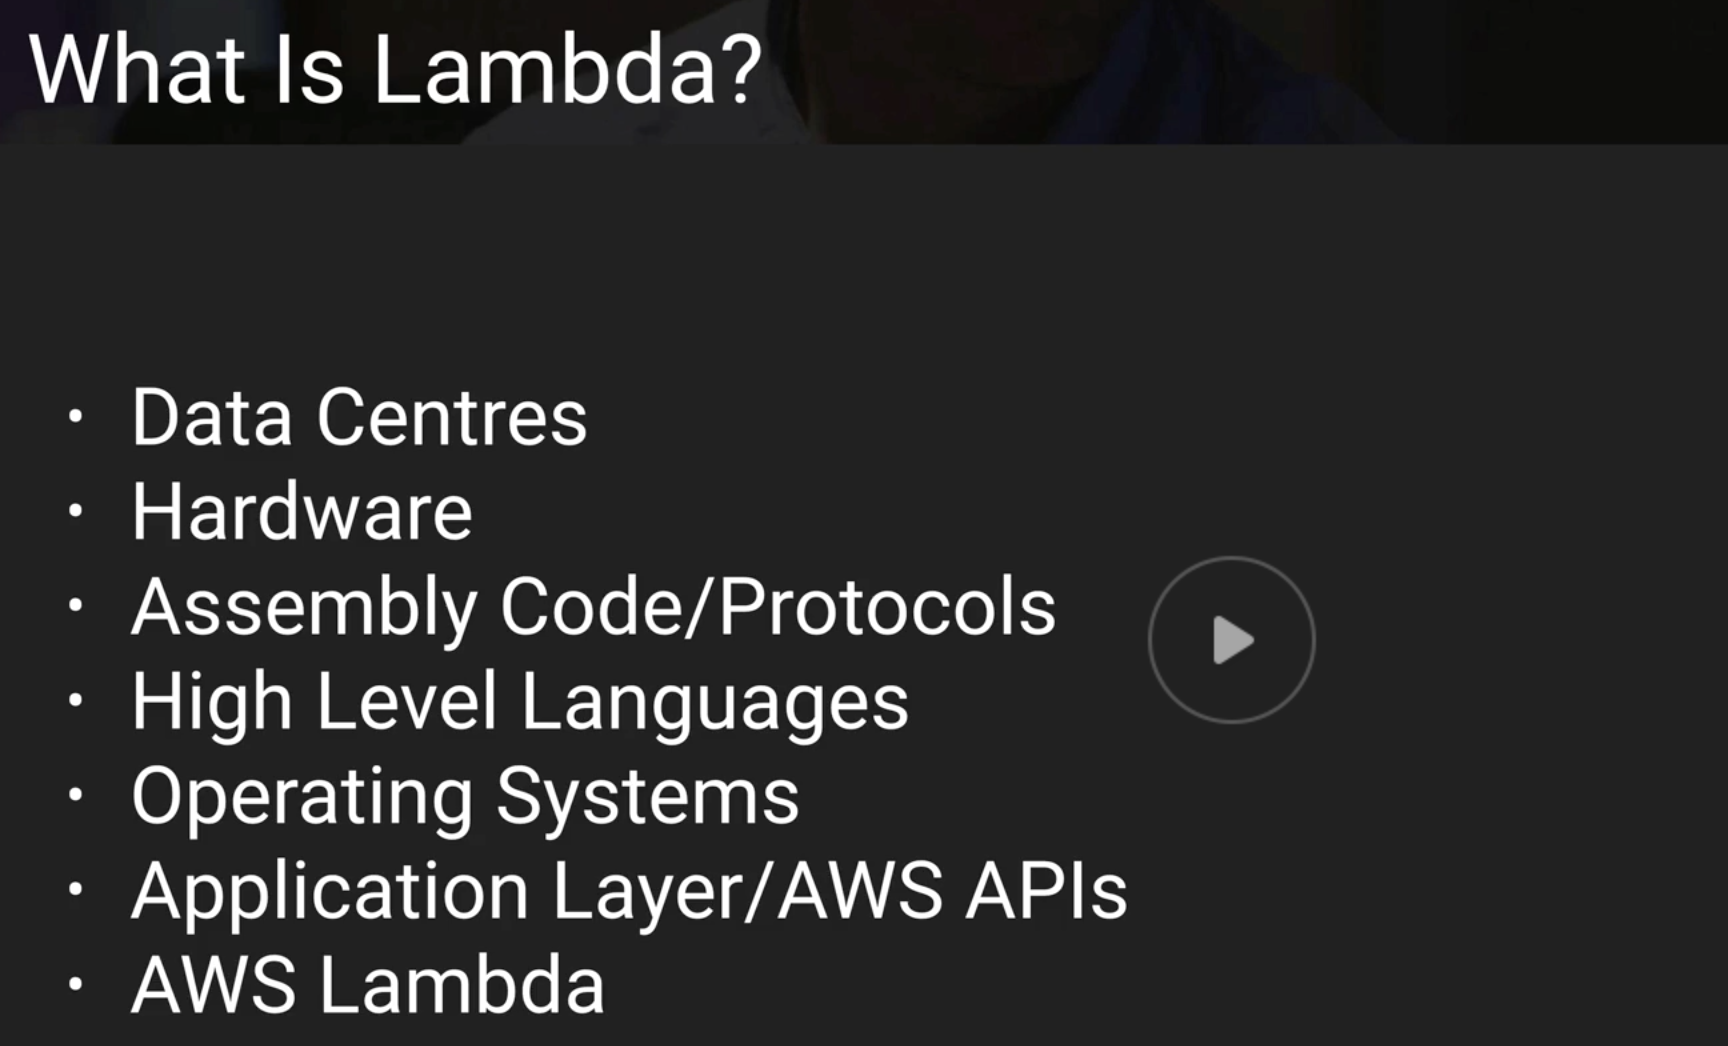 What Is Lambda?
• Data Centres
• Hardware
• Assembly Code/Protocols
• High Level Languages
• Operating Systems
• Application Layer/AWS APIs
• AWS Lambda